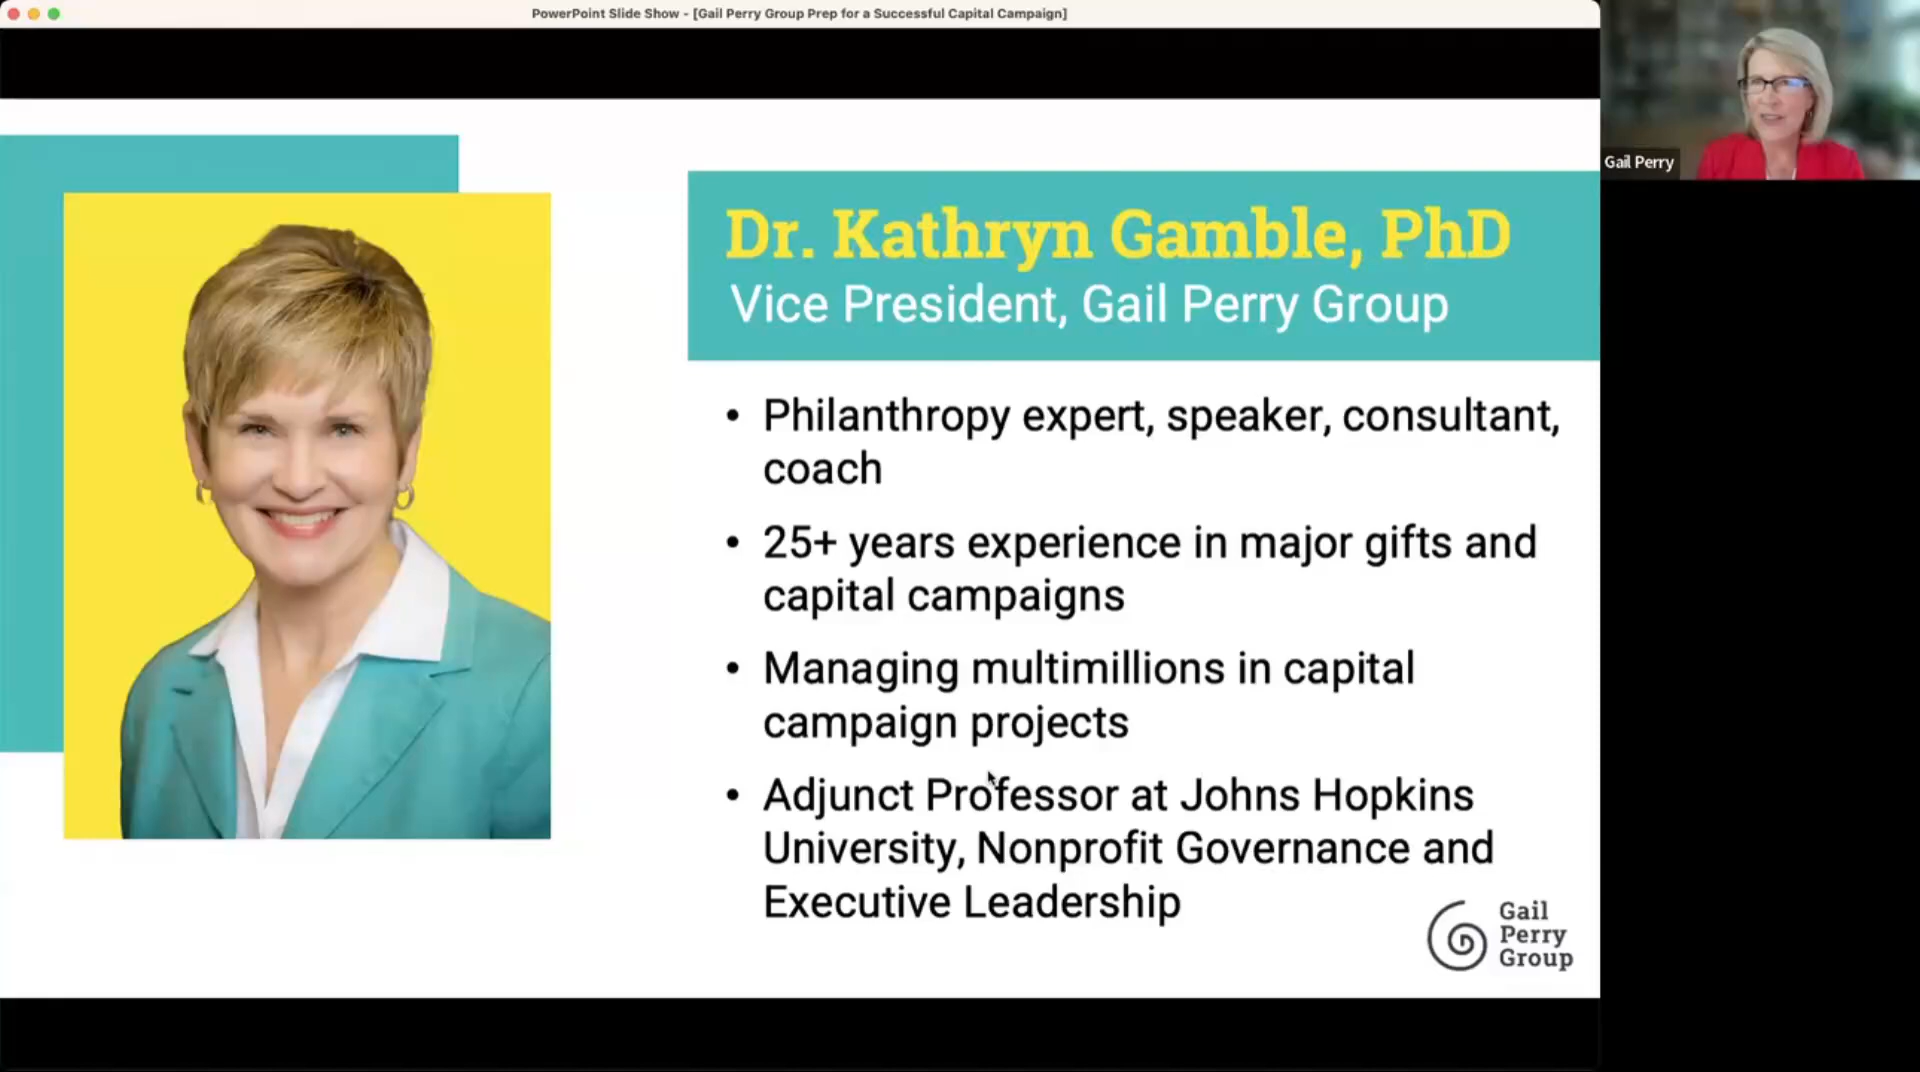 PowerPoint Slide Show - [Gail Perry Group Prep for a Successful Capital Campaign]
Gail Perry
Dr. Kathryn Gamble, PhD
Vice President, Gail Perry Group
• Philanthropy expert, speaker, consultant,
coach
• 25+ years experience in major gifts and
capital campaigns
• Managing multimillions in capital
campaign projects
• Adjunct Professor at Johns Hopkins
University, Nonprofit Governance and
Executive Leadership
Gail
Perry
Group